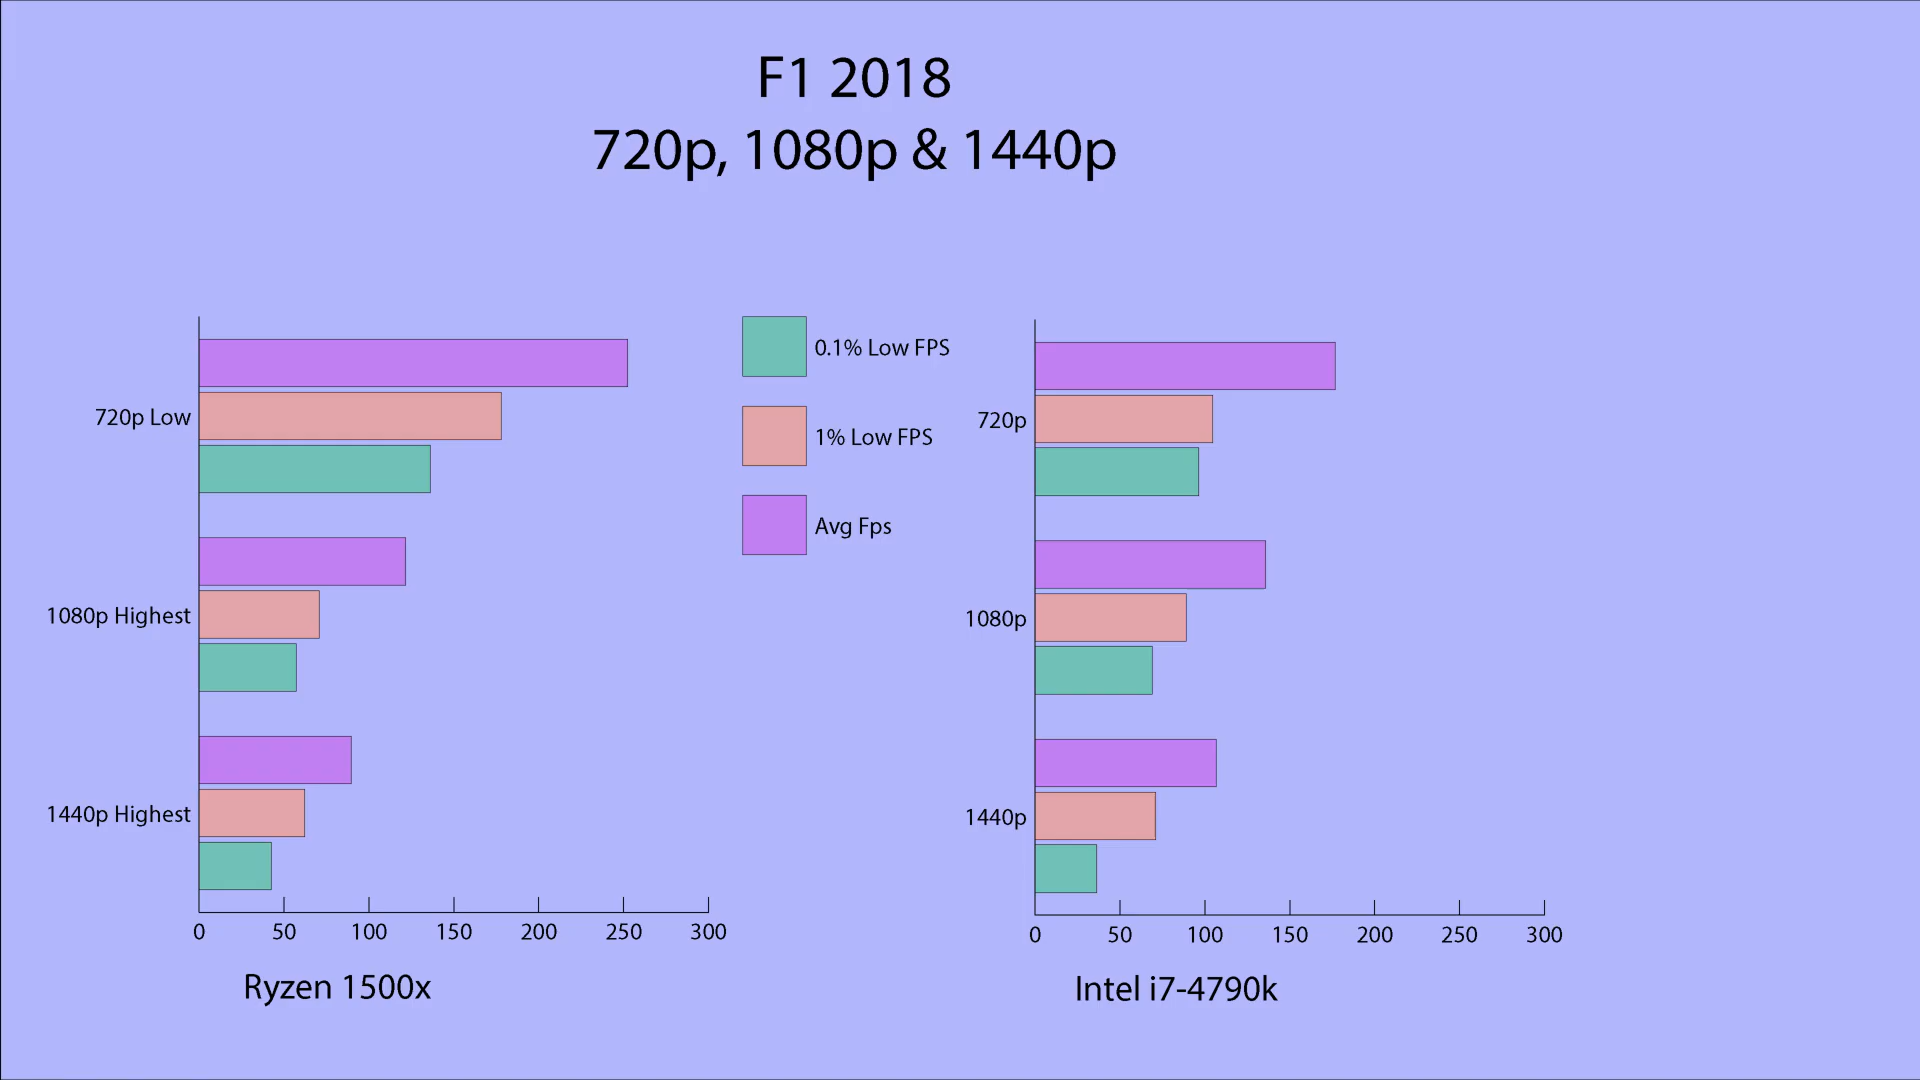 F1 2018
720p, 1080p & 1440p
720p Low
1080p Highest
1440p Highest
0 50 100 150 200 250 300
Ryzen 1500x
0.1% Low FPS
1% Low FPS
Avg Fps
720p
1080p
1440p
0 50 100 150 200 250 300
Intel i7-4790k